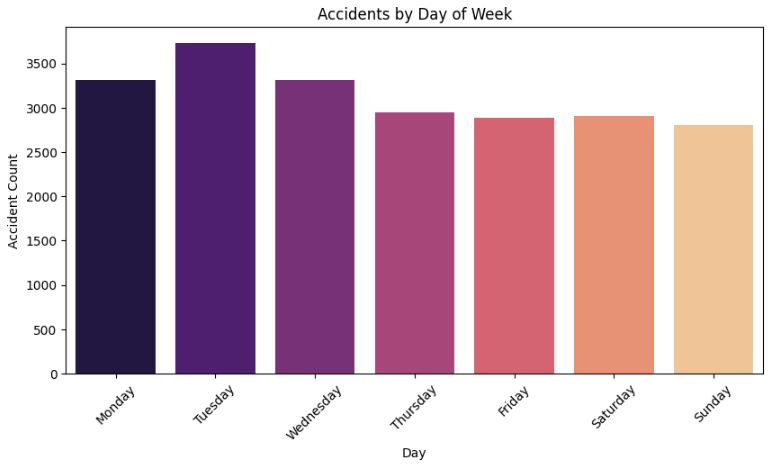 Accidents by Day of Week
Accident Count
3500
3000
2500
2000
1500
1000
500
0
Monday
Tuesday
Wednesday
Thursday
Friday
Saturday
Sunday
Day